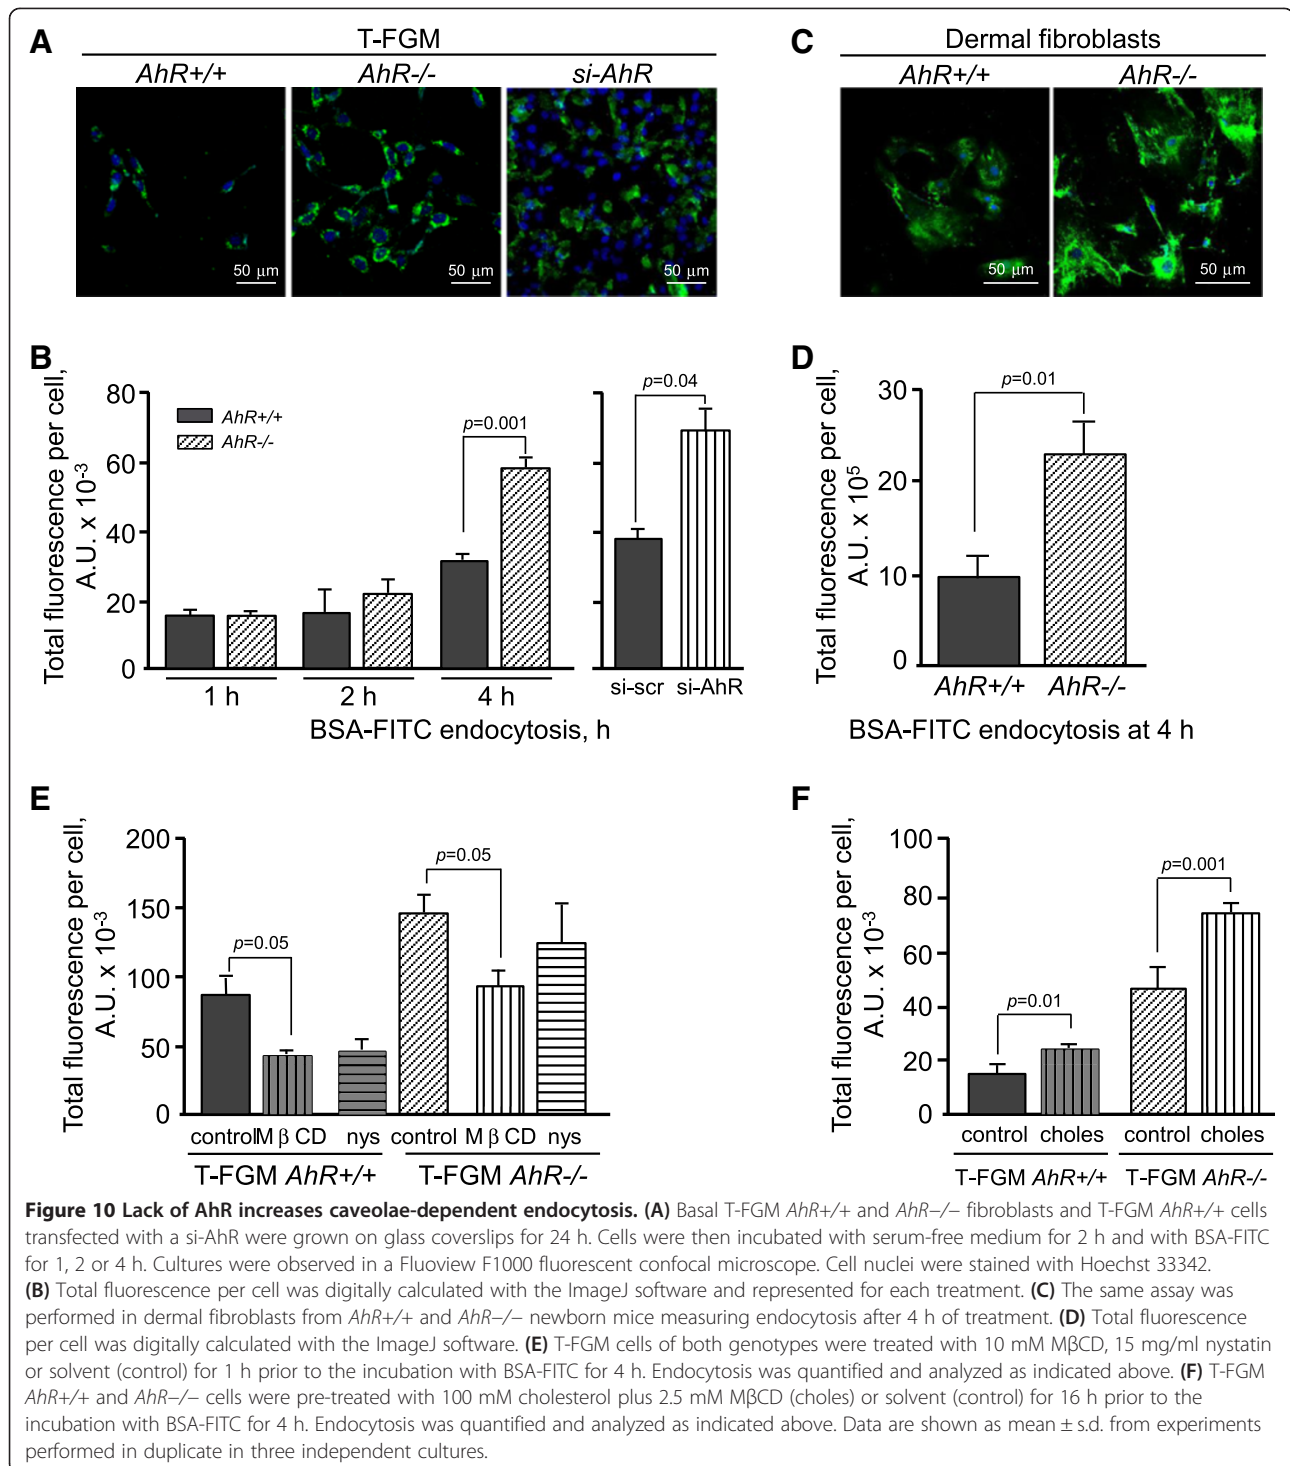 A
T-FGM
AhR+/+ AhR-/- si-AhR
50 μm 50 μm 50 μm
C
Dermal fibroblasts
AhR+/+ AhR-/-
50 μm 50 μm
B
Total fluorescence per cell,
A.U. x 10-3
80
60
40
20
0
AhR+/+
AhR-/-
p=0.001
p=0.04
1 h 2 h 4 h
si-scr si-AhR
BSA-FITC endocytosis, h
D
Total fluorescence per cell,
A.U. x 105
30
20
10
0
p=0.01
AhR+/+ AhR-/-
BSA-FITC endocytosis at 4 h
E
Total fluorescence per cell,
A.U. x 10-3
200
150
100
50
0
p=0.05
p=0.05
control M β CD nys control M β CD nys
T-FGM AhR+/+ T-FGM AhR-/-
F
Total fluorescence per cell,
A.U. x 10-3
100
80
60
40
20
0
p=0.01
p=0.001
control choles control choles
T-FGM AhR+/+ T-FGM AhR-/-
Figure 10 Lack of AhR increases caveolae-dependent endocytosis. (A) Basal T-FGM AhR+/+ and AhR−/− fibroblasts and T-FGM AhR+/+ cells
transfected with a si-AhR were grown on glass coverslips for 24 h. Cells were then incubated with serum-free medium for 2 h and with BSA-FITC
for 1, 2 or 4 h. Cultures were observed in a Fluoview F1000 fluorescent confocal microscope. Cell nuclei were stained with Hoechst 33342.
(B) Total fluorescence per cell was digitally calculated with the ImageJ software and represented for each treatment. (C) The same assay was
performed in dermal fibroblasts from AhR+/+ and AhR−/− newborn mice measuring endocytosis after 4 h of treatment. (D) Total fluorescence
per cell was digitally calculated with the ImageJ software. (E) T-FGM cells of both genotypes were treated with 10 mM MβCD, 15 mg/ml nystatin
or solvent (control) for 1 h prior to the incubation with BSA-FITC for 4 h. Endocytosis was quantified and analyzed as indicated above. (F) T-FGM
AhR+/+ and AhR−/− cells were pre-treated with 100 mM cholesterol plus 2.5 mM MβCD (choles) or solvent (control) for 16 h prior to the
incubation with BSA-FITC for 4 h. Endocytosis was quantified and analyzed as indicated above. Data are shown as mean ± s.d. from experiments
performed in duplicate in three independent cultures.